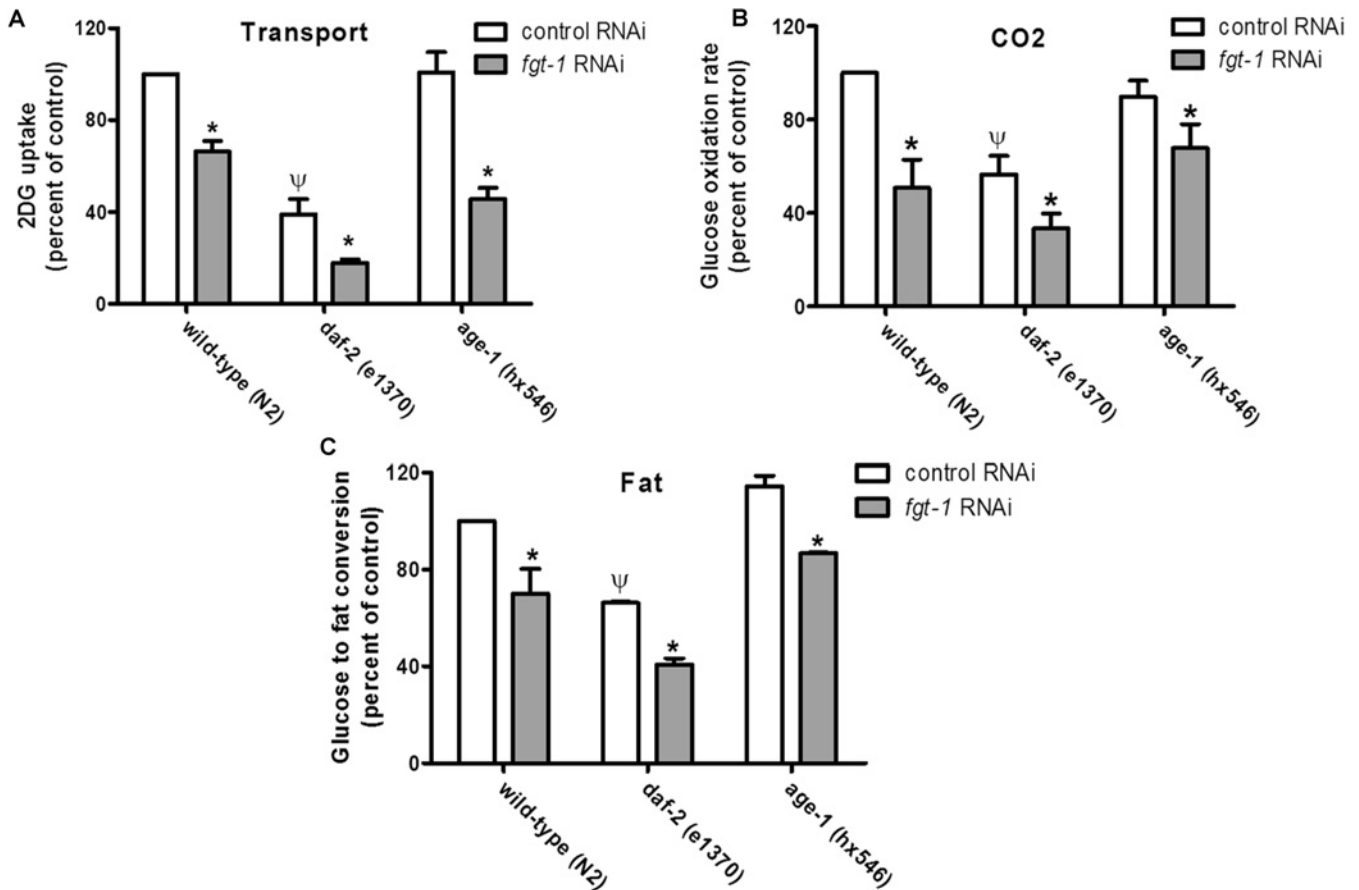 A
Transport
control RNAi
fgt-1 RNAi
2DG uptake
(percent of control)
120
80
40
0
*
ψ
*
*
wild-type (N2)
daf-2 (e1370)
age-1 (hx546)
B
CO2
control RNAi
fgt-1 RNAi
Glucose oxidation rate
(percent of control)
120
80
40
0
*
ψ
*
*
wild-type (N2)
daf-2 (e1370)
age-1 (hx546)
C
Fat
control RNAi
fgt-1 RNAi
Glucose to fat conversion
(percent of control)
120
80
40
0
*
ψ
*
*
wild-type (N2)
daf-2 (e1370)
age-1 (hx546)